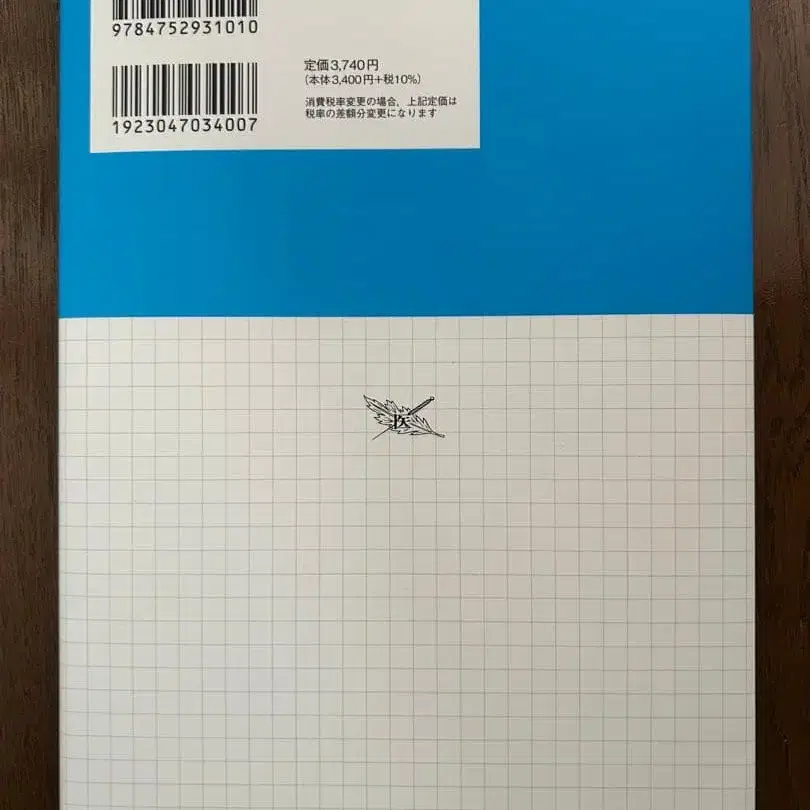 9784752931010
定価3,740円
(本体3,400円+税10%)
1923047034007
消費税率変更の場合、上記定価は
税率の差額分変更になります
医